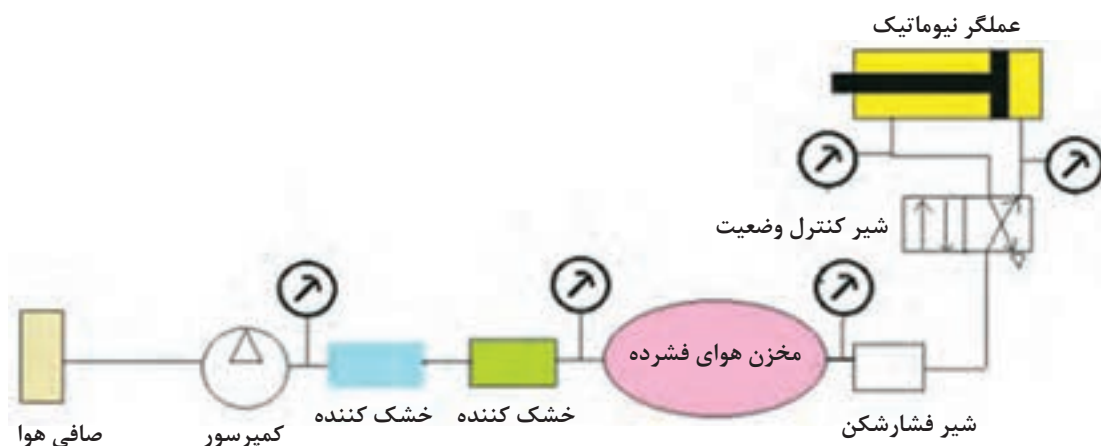 عملگر نیوماتیک
شیر کنترل وضعیت
مخزن هوای فشرده
صافی هوا
کمپرسور
خشک کننده
خشک کننده
شیر فشارشکن